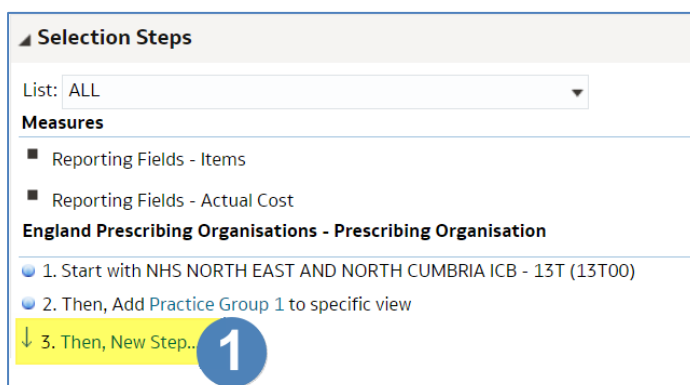 Selection Steps
List: ALL
Measures
Reporting Fields - Items
Reporting Fields - Actual Cost
England Prescribing Organisations - Prescribing Organisation
1. Start with NHS NORTH EAST AND NORTH CUMBRIA ICB - 13T (13T00)
2. Then, Add Practice Group 1 to specific view
3. Then, New Step... 1